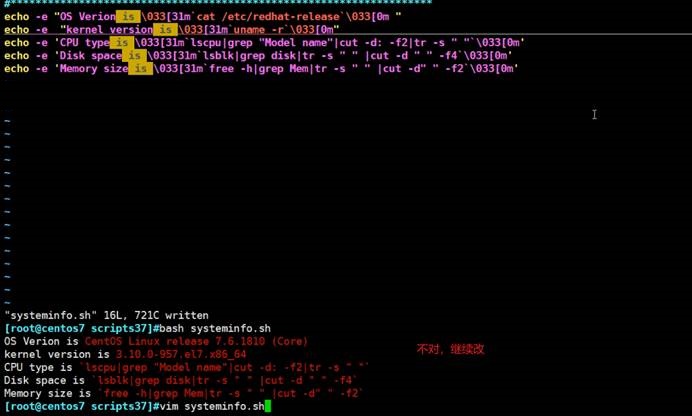 #************************************************************************
echo -e "OS Verion is \033[31m`cat /etc/redhat-release`\033[0m "
echo -e  "kernel version is \033[31m`uname -r`\033[0m"
echo -e 'CPU type is \033[31m`lscpu|grep "Model name"|cut -d: -f2|tr -s " "`\033[0m'
echo -e 'Disk space is \033[31m`lsblk|grep disk|tr -s " " |cut -d " " -f4`\033[0m'
echo -e 'Memory size is \033[31m`free -h|grep Mem|tr -s " " |cut -d" " -f2`\033[0m'
~
~
~
~
~
~
~
~
~
~
~
~
~
"systeminfo.sh" 16L, 721C written
[root@centos7 scripts37]#bash systeminfo.sh
OS Verion is CentOS Linux release 7.6.1810 (Core)
kernel version is 3.10.0-957.el7.x86_64
不对，继续改
CPU type is `lscpu|grep "Model name"|cut -d: -f2|tr -s " "`
Disk space is `lsblk|grep disk|tr -s " " |cut -d " " -f4`
Memory size is `free -h|grep Mem|tr -s " " |cut -d" " -f2`
[root@centos7 scripts37]#vim systeminfo.sh